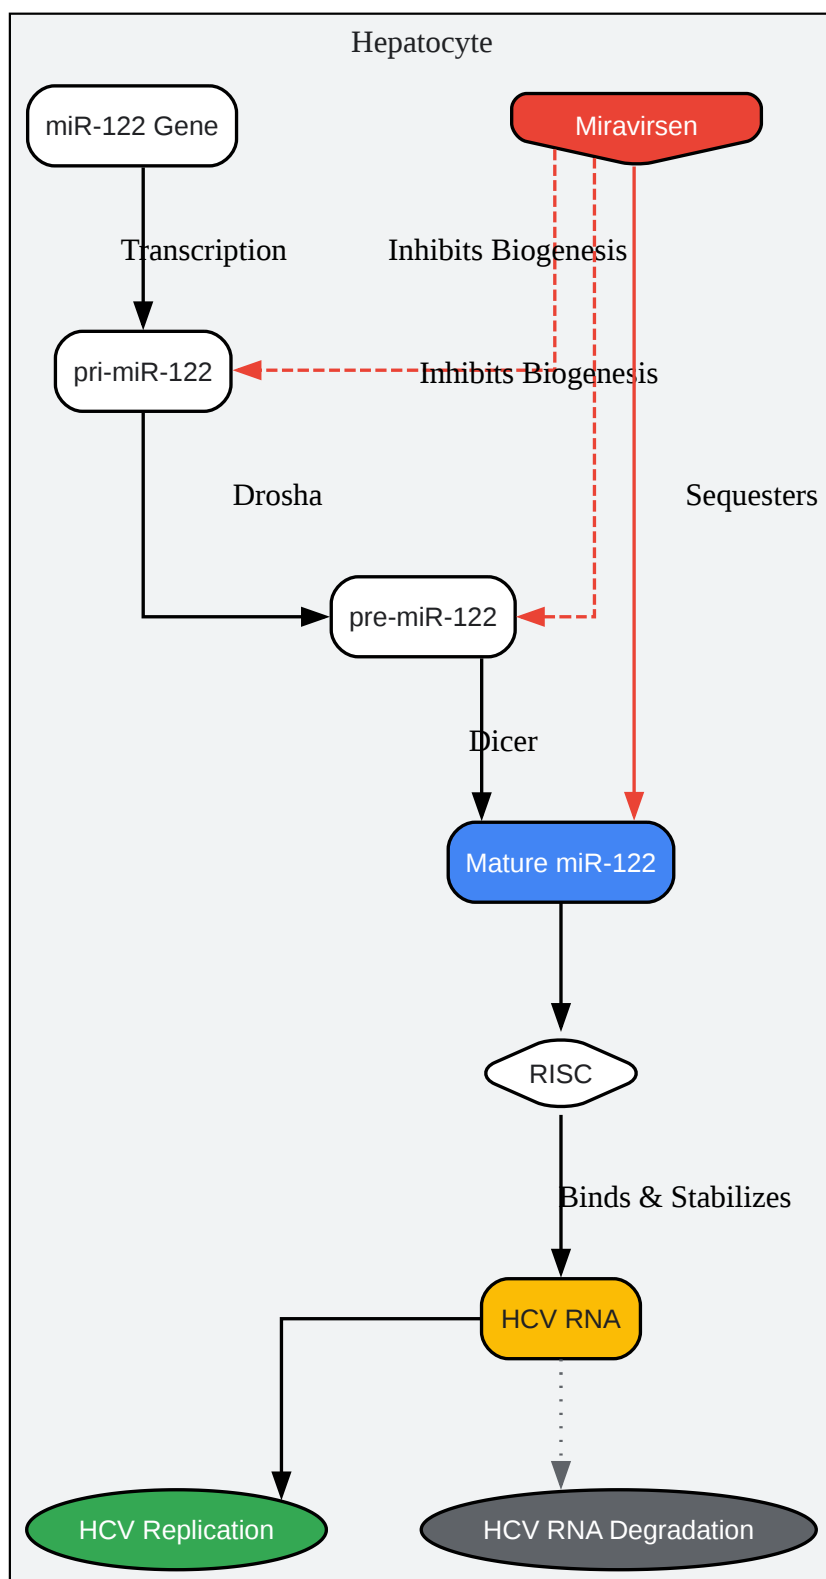 Hepatocyte
miR-122 Gene
Miravirsen
Transcription
Inhibits Biogenesis
pri-miR-122
Inhibits Biogenesis
Drosha
Sequesters
pre-miR-122
Dicer
Mature miR-122
RISC
Binds & Stabilizes
HCV RNA
HCV Replication
HCV RNA Degradation